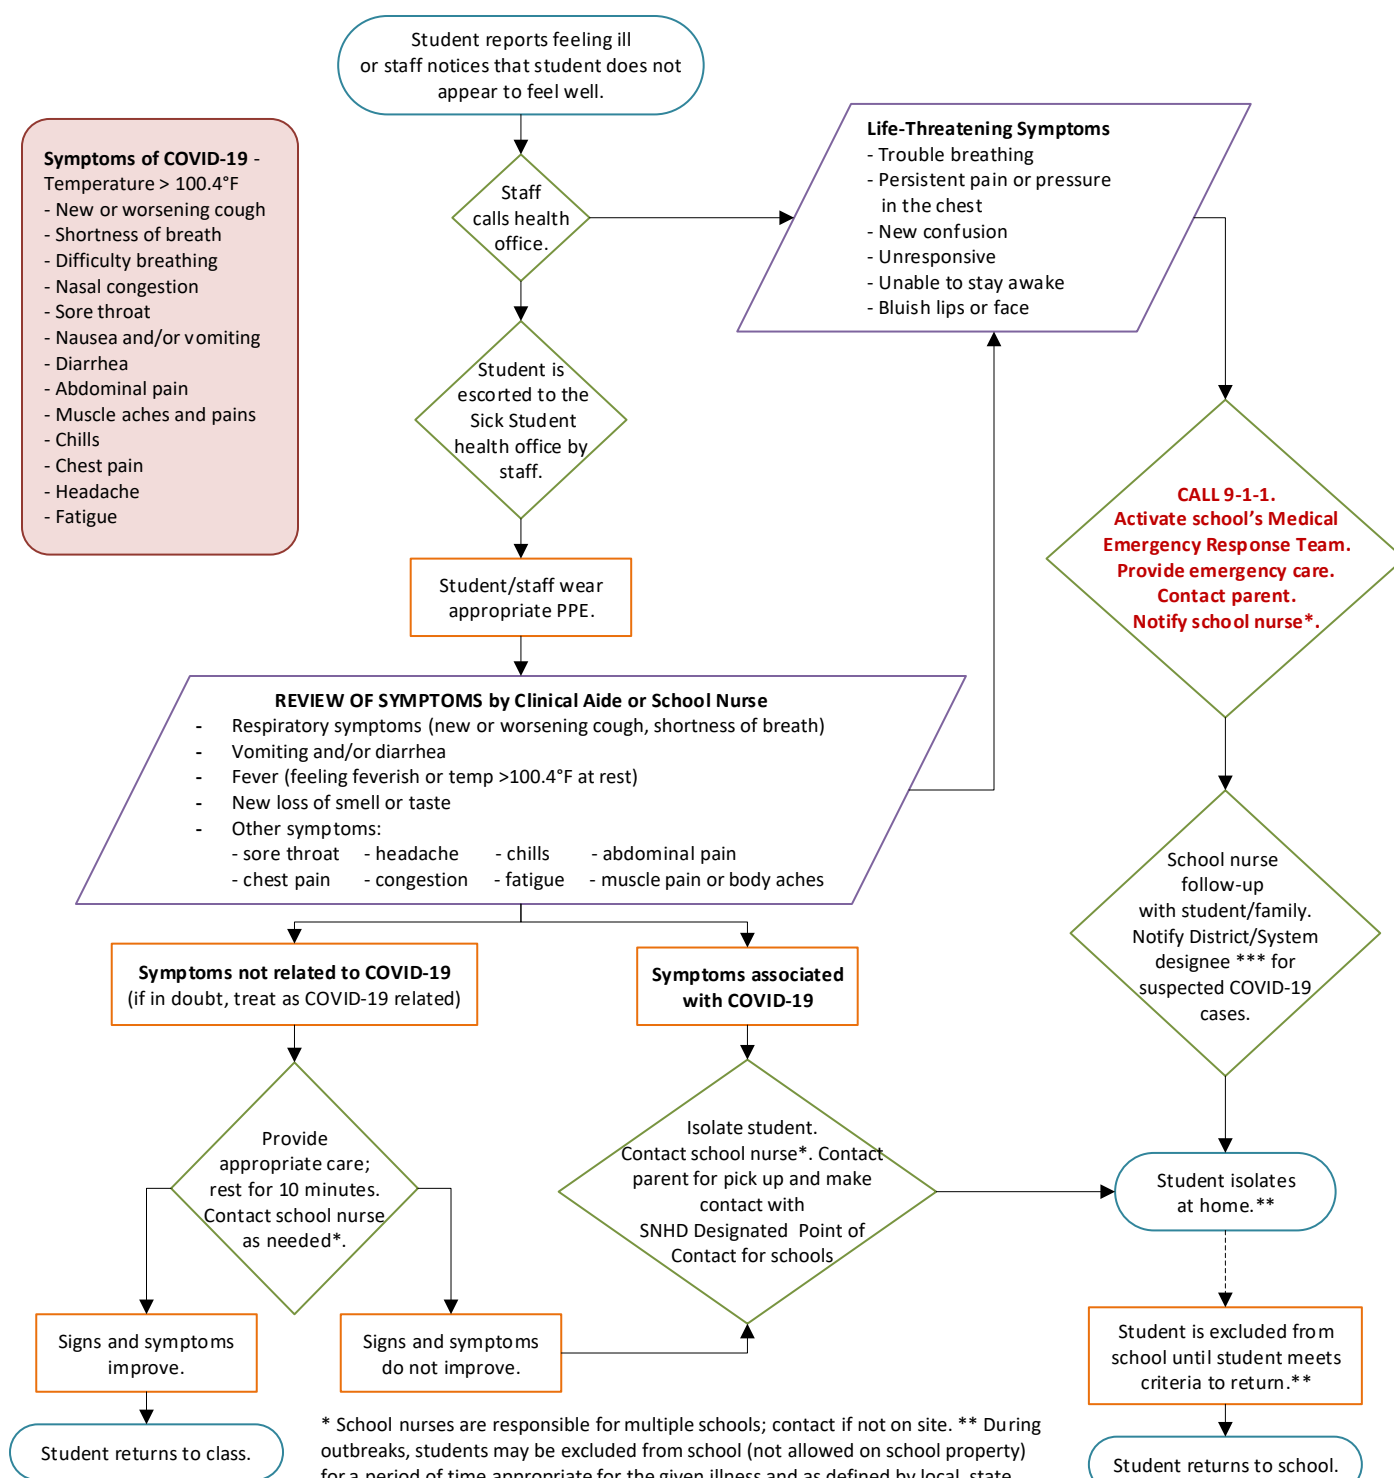 Student reports feeling ill
or staff notices that student does not
appear to feel well.
Symptoms of COVID-19 -
Temperature > 100.4°F
- New or worsening cough
- Shortness of breath
- Difficulty breathing
- Nasal congestion
- Sore throat
- Nausea and/or vomiting
- Diarrhea
- Abdominal pain
- Muscle aches and pains
- Chills
- Chest pain
- Headache
- Fatigue
Staff
calls health
office.
Life-Threatening Symptoms
- Trouble breathing
- Persistent pain or pressure
in the chest
- New confusion
- Unresponsive
- Unable to stay awake
- Bluish lips or face
Student is
escorted to the
Sick Student
health office by
staff.
CALL 9-1-1.
Activate school's Medical
Emergency Response Team.
Provide emergency care.
Contact parent.
Notify school nurse*.
Student/staff wear
appropriate PPE.
REVIEW OF SYMPTOMS by Clinical Aide or School Nurse
- Respiratory symptoms (new or worsening cough, shortness of breath)
- Vomiting and/or diarrhea
- Fever (feeling feverish or temp >100.4°F at rest)
- New loss of smell or taste
- Other symptoms:
- sore throat - headache - chills - abdominal pain
- chest pain - congestion - fatigue - muscle pain or body aches
School nurse
follow-up
with student/family.
Notify District/System
designee *** for
suspected COVID-19
cases.
Symptoms not related to COVID-19
(if in doubt, treat as COVID-19 related)
Symptoms associated
with COVID-19
Provide
appropriate care;
rest for 10 minutes.
Contact school nurse
as needed*.
Isolate student.
Contact school nurse*. Contact
parent for pick up and make
contact with
SNHD Designated Point of
Contact for schools
Student isolates
at home.**
Signs and symptoms
improve.
Signs and symptoms
do not improve.
Student is excluded from
school until student meets
criteria to return.**
Student returns to class.
* School nurses are responsible for multiple schools; contact if not on site. ** During
outbreaks, students may be excluded from school (not allowed on school property)
for a period of time appropriate for the given illness and as defined by local, state
Student returns to school.